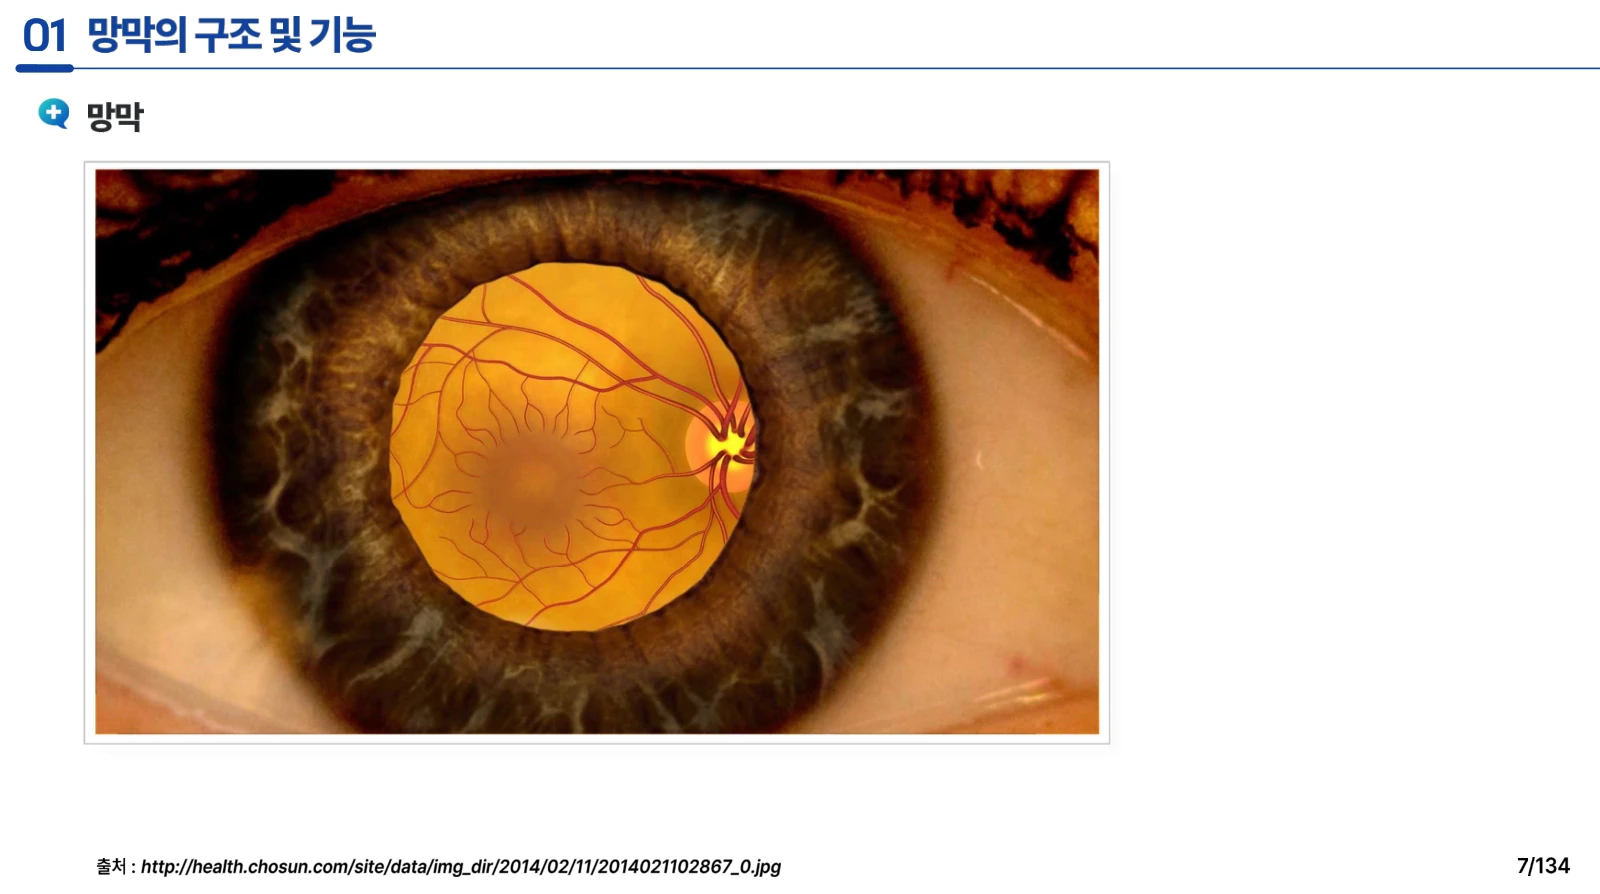 01 망막의 구조 및 기능
망막
출처 : http://health.chosun.com/site/data/img_dir/2014/02/11/2014021102867_0.jpg
7/134